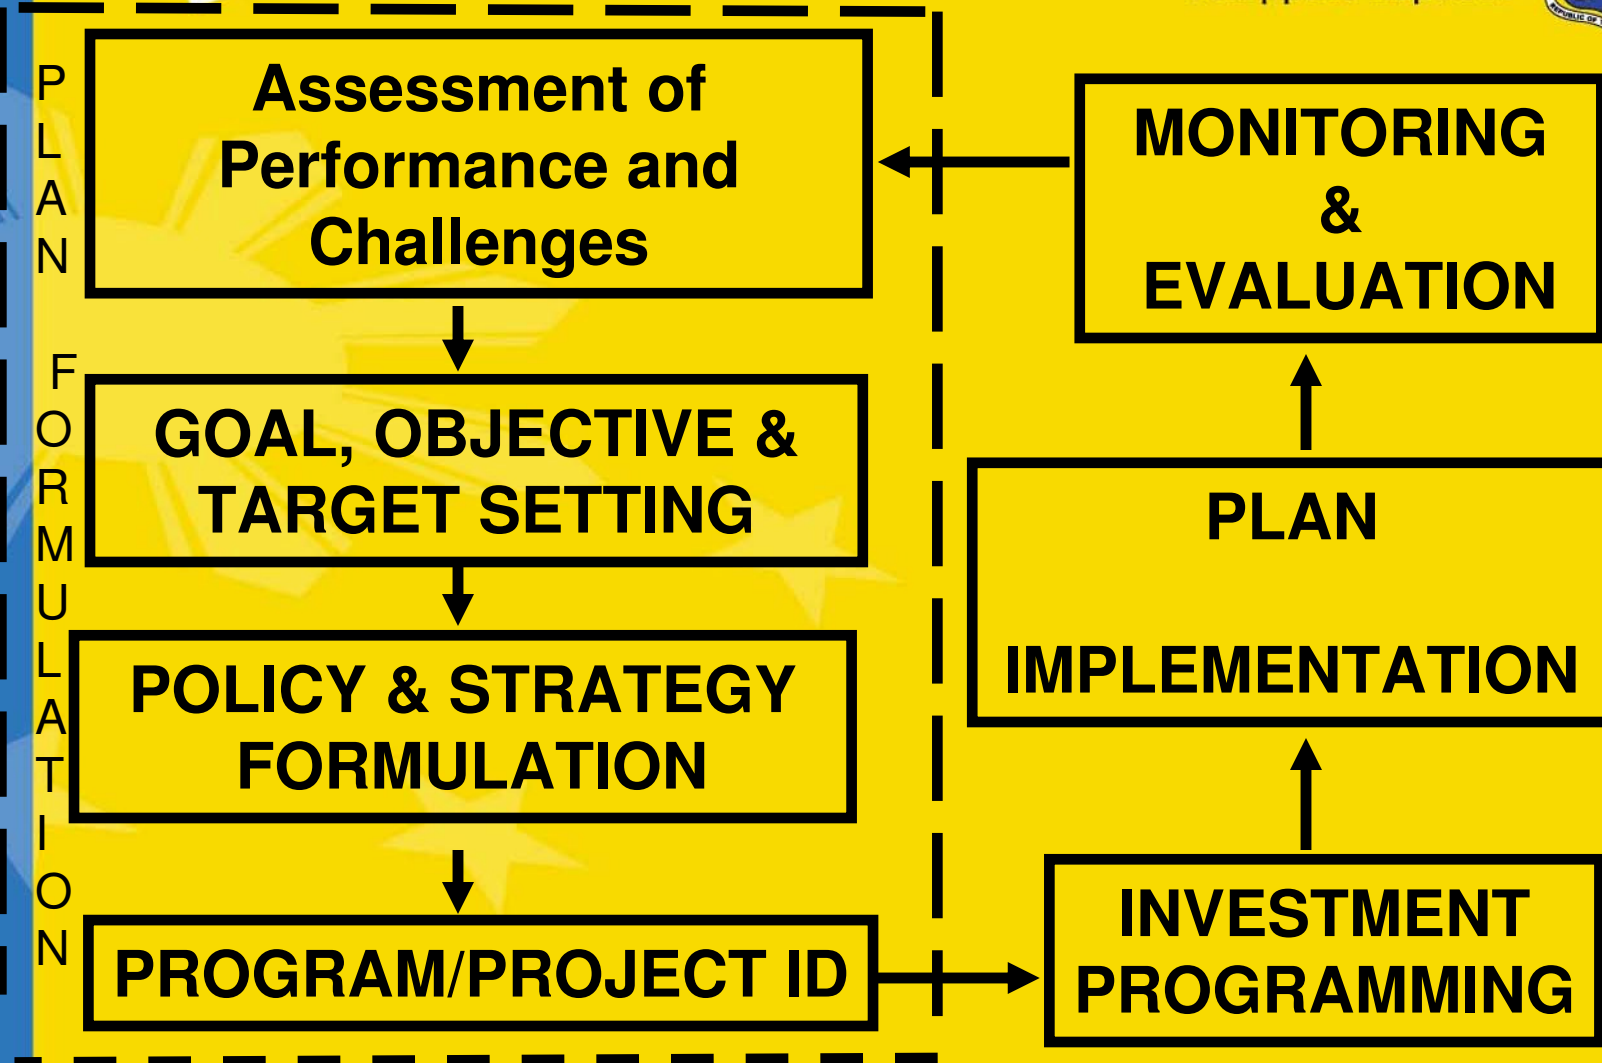 PLAN FORMULATION
Assessment of
Performance and
Challenges
GOAL, OBJECTIVE &
TARGET SETTING
POLICY & STRATEGY
FORMULATION
PROGRAM/PROJECT ID
MONITORING
&
EVALUATION
PLAN
IMPLEMENTATION
INVESTMENT
PROGRAMMING